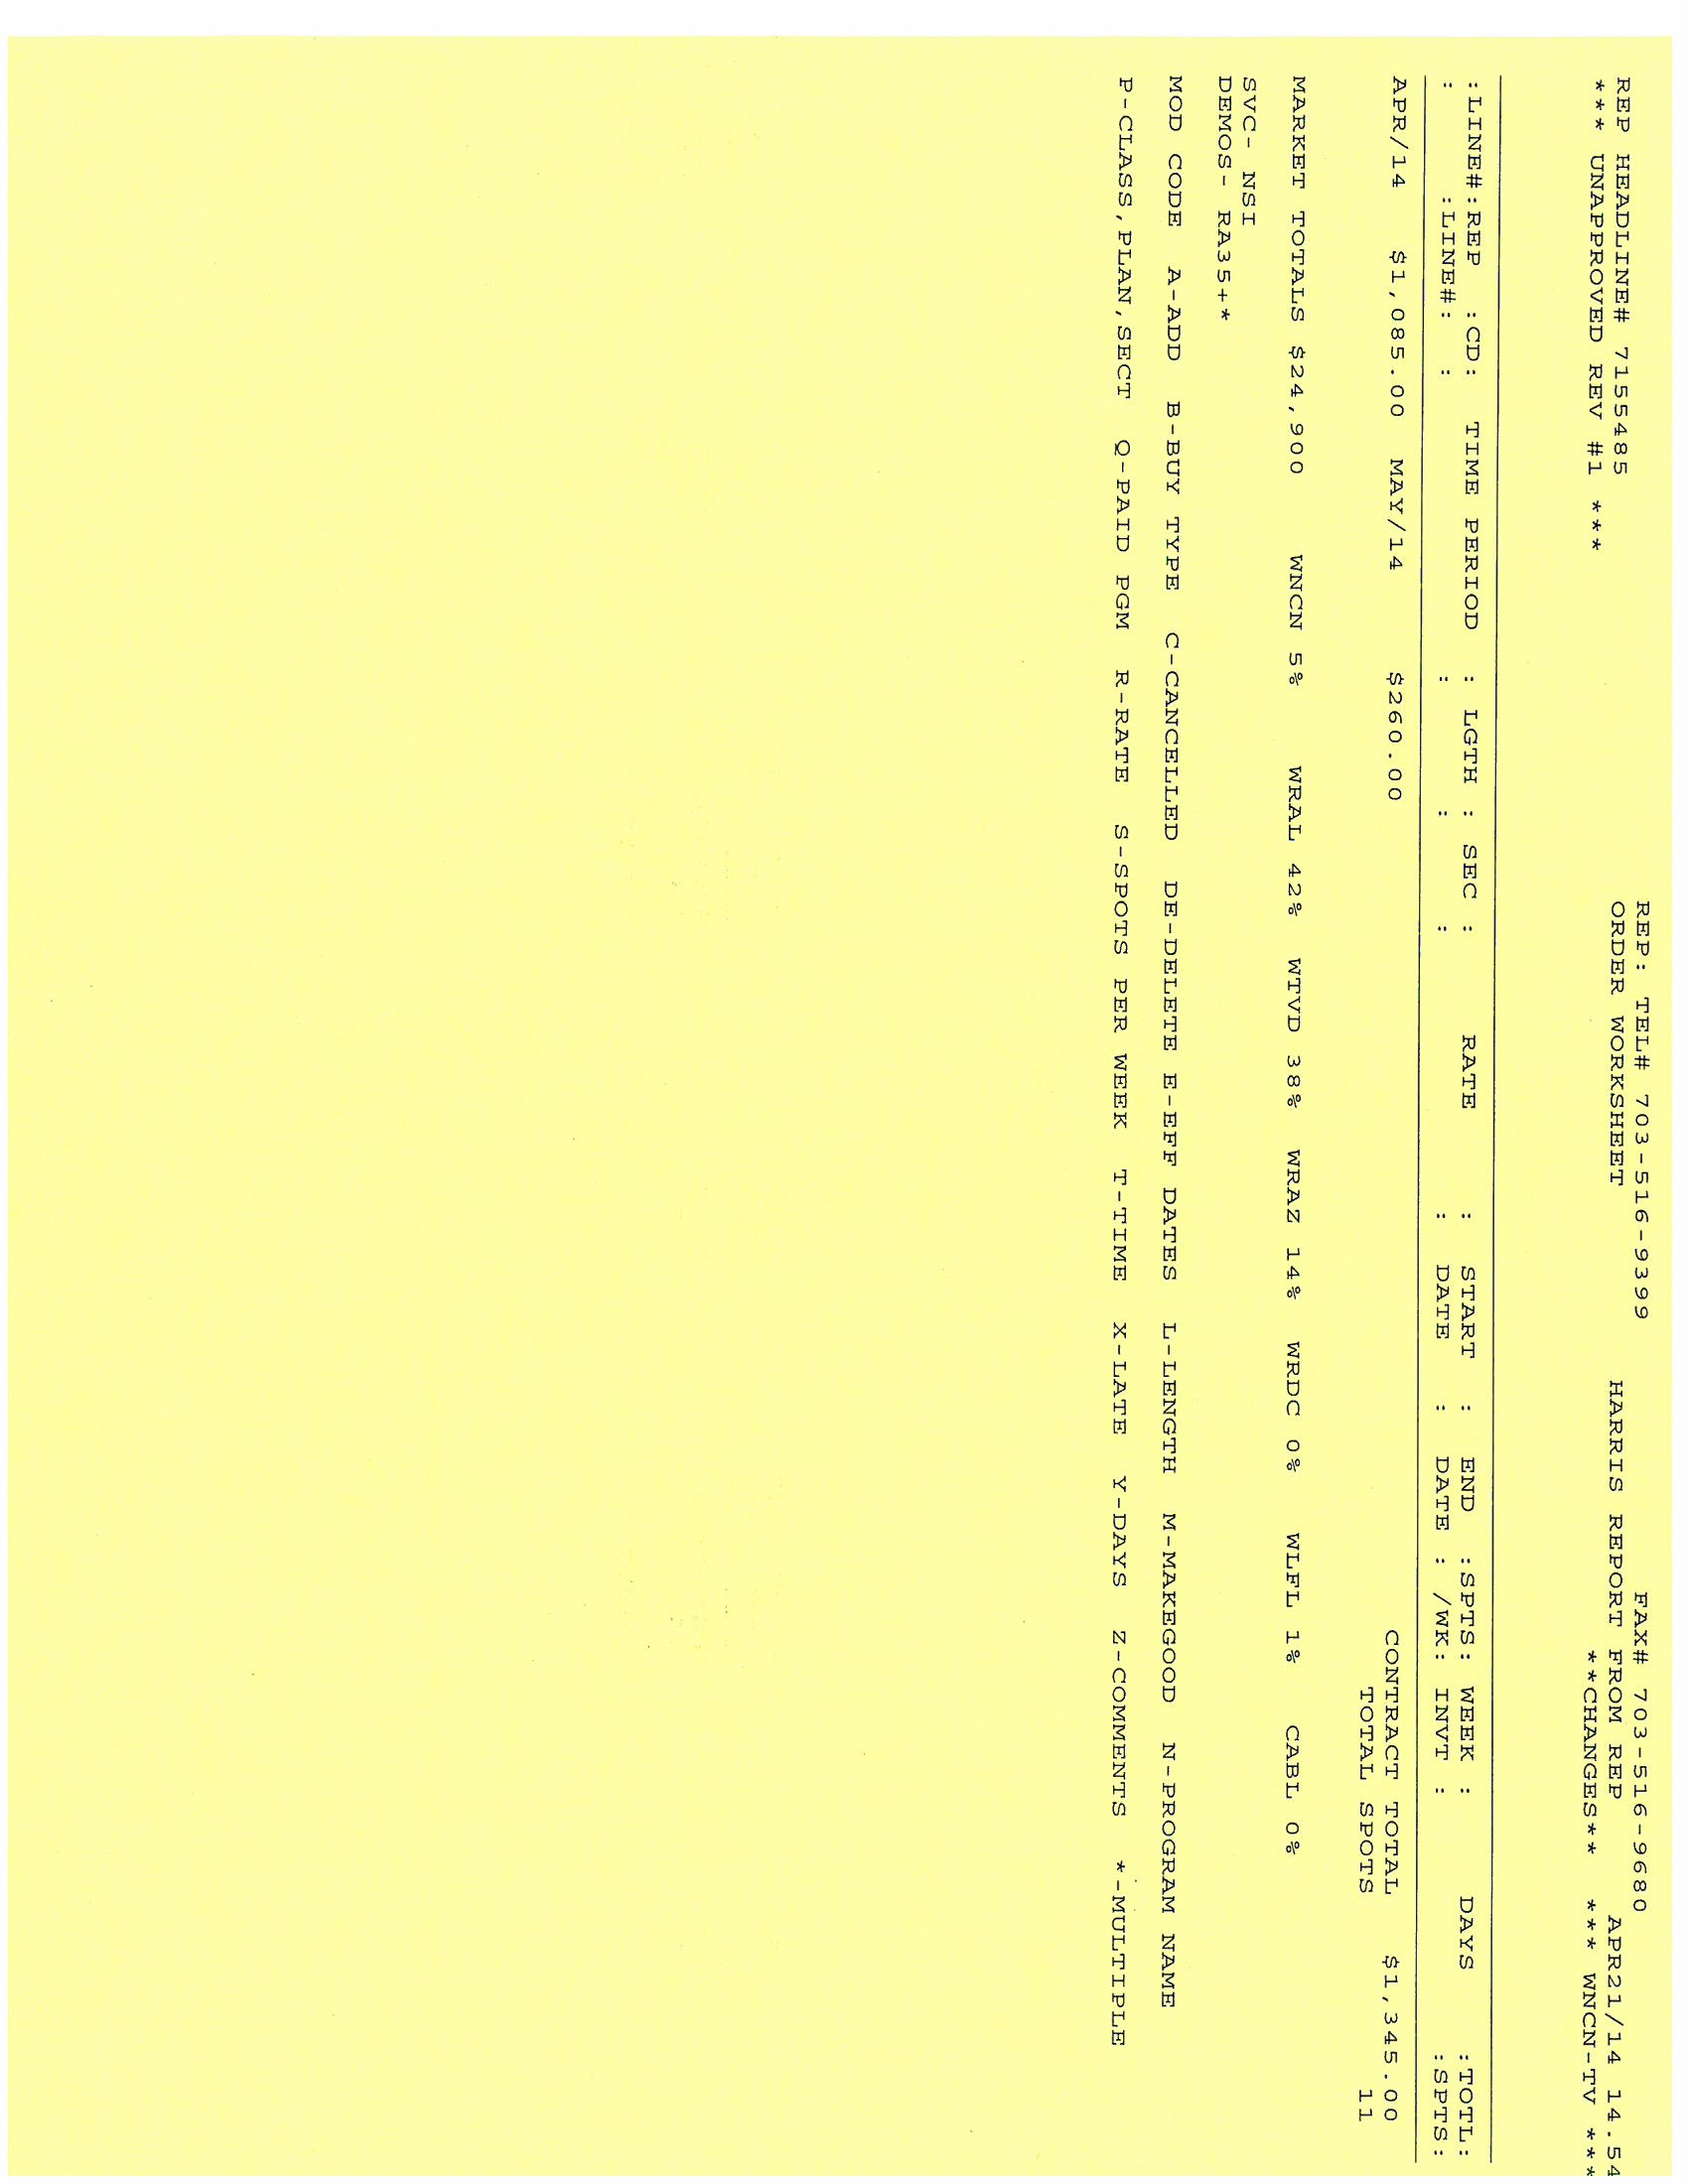 REP: TEL# 703-516-9399 FAX# 703-516-9680
REP HEADLINE# 7155485 ORDER WORKSHEET HARRIS REPORT FROM REP APR21/14 14.54
*** UNAPPROVED REV #1 *** **CHANGES** *** WNCN-TV ***
:LINE#:REP :CD: TIME PERIOD : LGTH : SEC : RATE : START : END :SPTS: WEEK : DAYS :TOTL:
: :LINE#: : : : : : DATE : DATE : /WK: INVT : :SPTS:
APR/14 $1,085.00 MAY/14 $260.00 CONTRACT TOTAL $1,345.00
TOTAL SPOTS 11
MARKET TOTALS $24,900 WNCN 5% WRAL 42% WTVD 38% WRAZ 14% WRDC 0% WLFL 1% CABL 0%
SVC- NSI
DEMOS- RA35+*
MOD CODE A-ADD B-BUY TYPE C-CANCELLED DE-DELETE E-EFF DATES L-LENGTH M-MAKEGOOD N-PROGRAM NAME
P-CLASS,PLAN,SECT Q-PAID PGM R-RATE S-SPOTS PER WEEK T-TIME X-LATE Y-DAYS Z-COMMENTS *-MULTIPLE